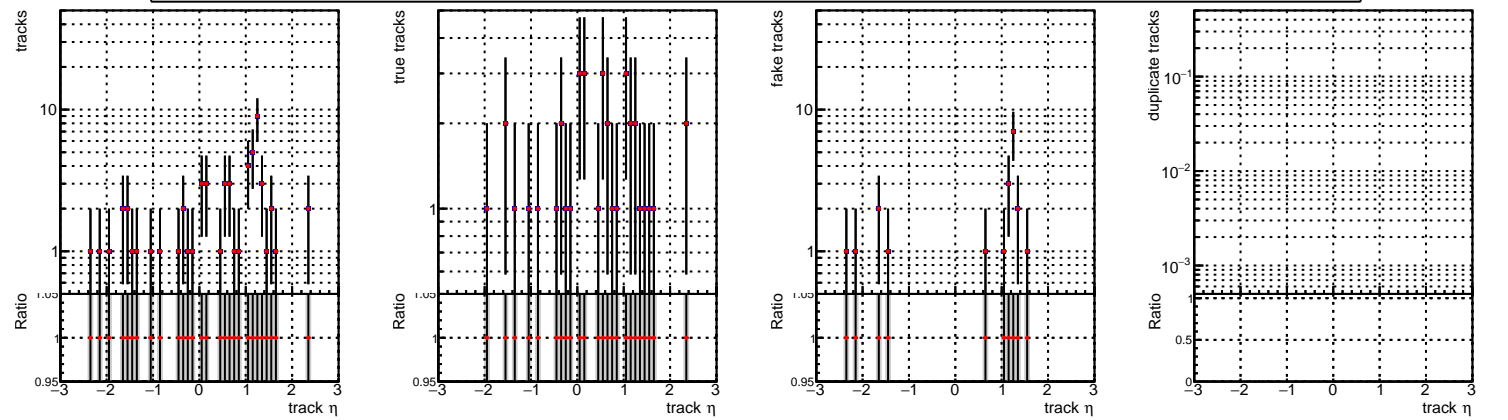 tracks
10
1
Ratio
1.05
1
0.95
−3 −2 −1 0 1 2 3
track η
true tracks
1
Ratio
1.05
1
0.95
−3 −2 −1 0 1 2 3
track η
fake tracks
10
1
Ratio
1.05
1
0.95
−3 −2 −1 0 1 2 3
track η
duplicate tracks
10⁻¹
10⁻²
10⁻³
Ratio
1
0.5
0
−3 −2 −1 0 1 2 3
track η